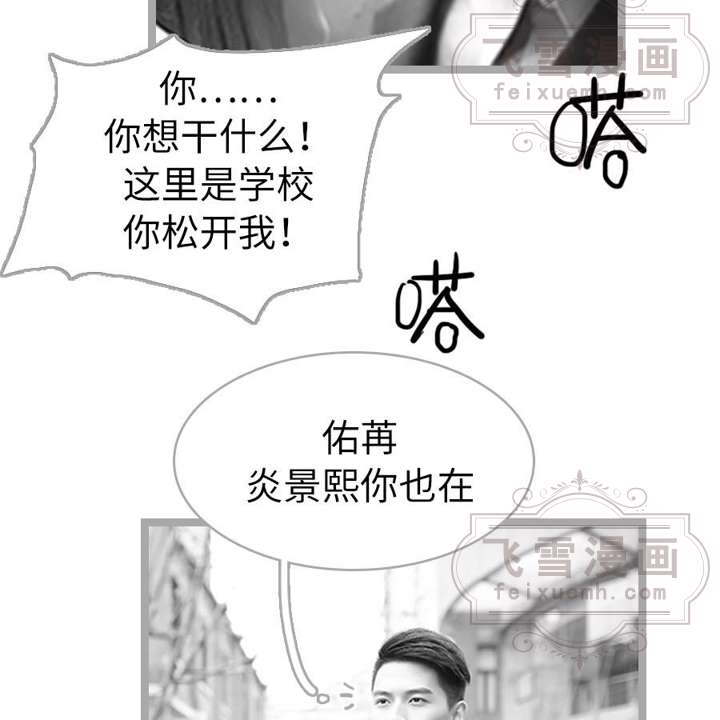 飞雪漫画
feixuemh.com
你……
你想干什么！
这里是学校
你松开我！
嗒
嗒
佑苒
炎景熙你也在
飞雪漫画
feixuemh.com